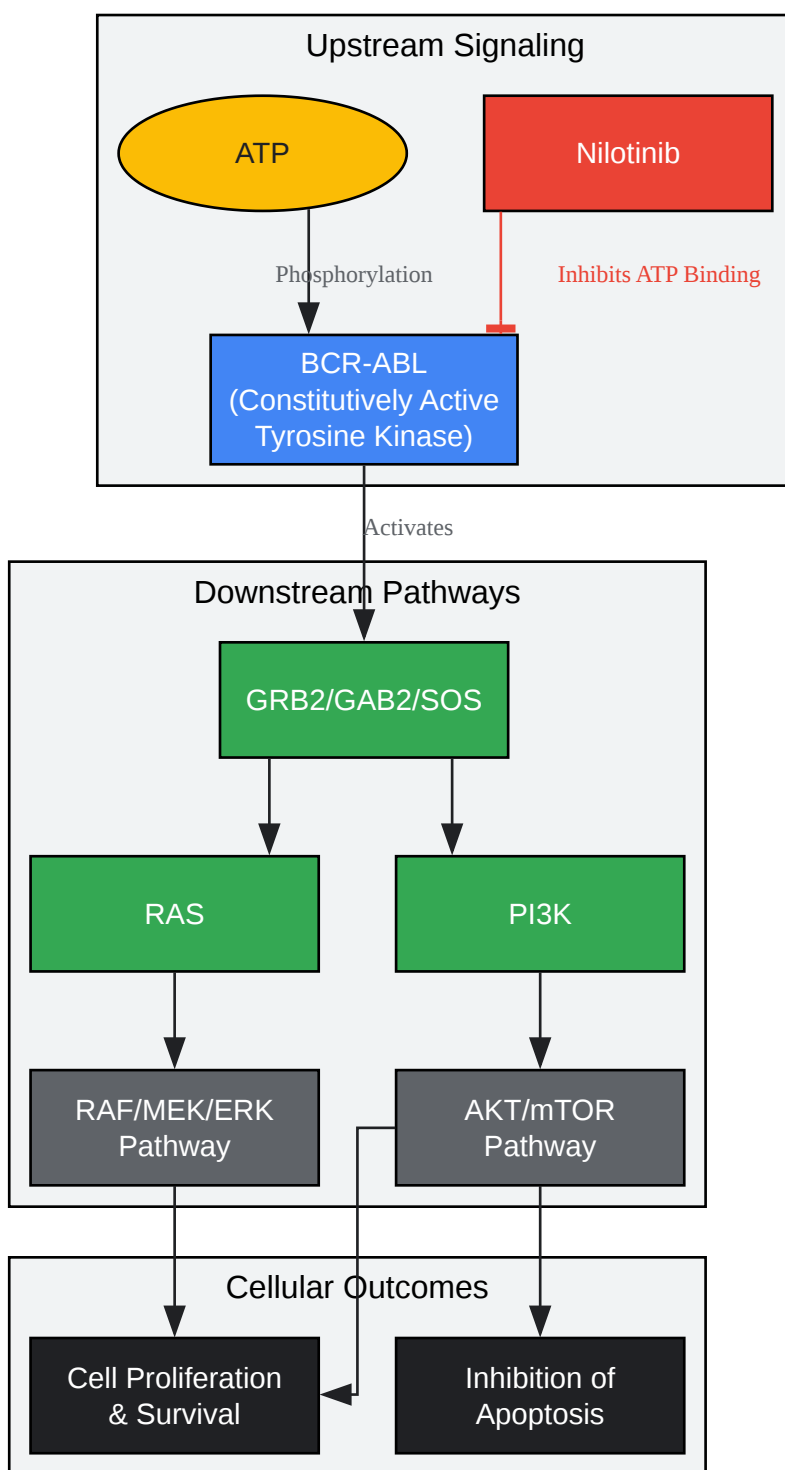 Upstream Signaling
ATP
Nilotinib
Phosphorylation
Inhibits ATP Binding
BCR-ABL
(Constitutively Active
Tyrosine Kinase)
Activates
Downstream Pathways
GRB2/GAB2/SOS
RAS
PI3K
RAF/MEK/ERK
Pathway
AKT/mTOR
Pathway
Cellular Outcomes
Cell Proliferation
& Survival
Inhibition of
Apoptosis